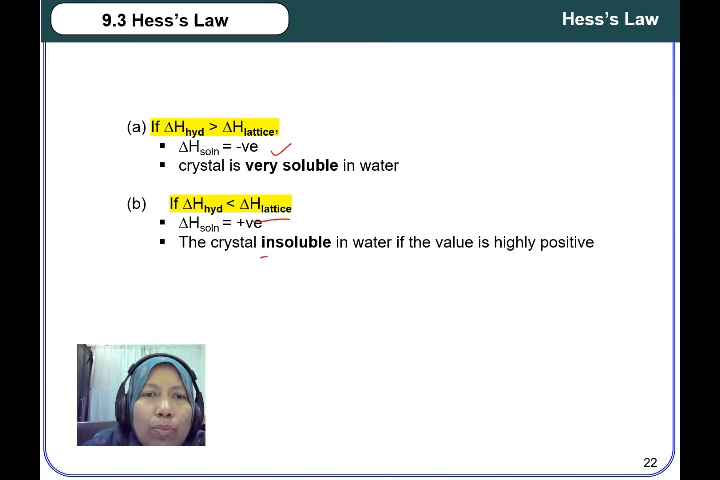 9.3 Hess's Law
Hess's Law
(a) If ΔHhyd > ΔHlattice,
▪ ΔHsoln = -ve
▪ crystal is very soluble in water
(b) If ΔHhyd < ΔHlattice
▪ ΔHsoln = +ve
▪ The crystal insoluble in water if the value is highly positive
22